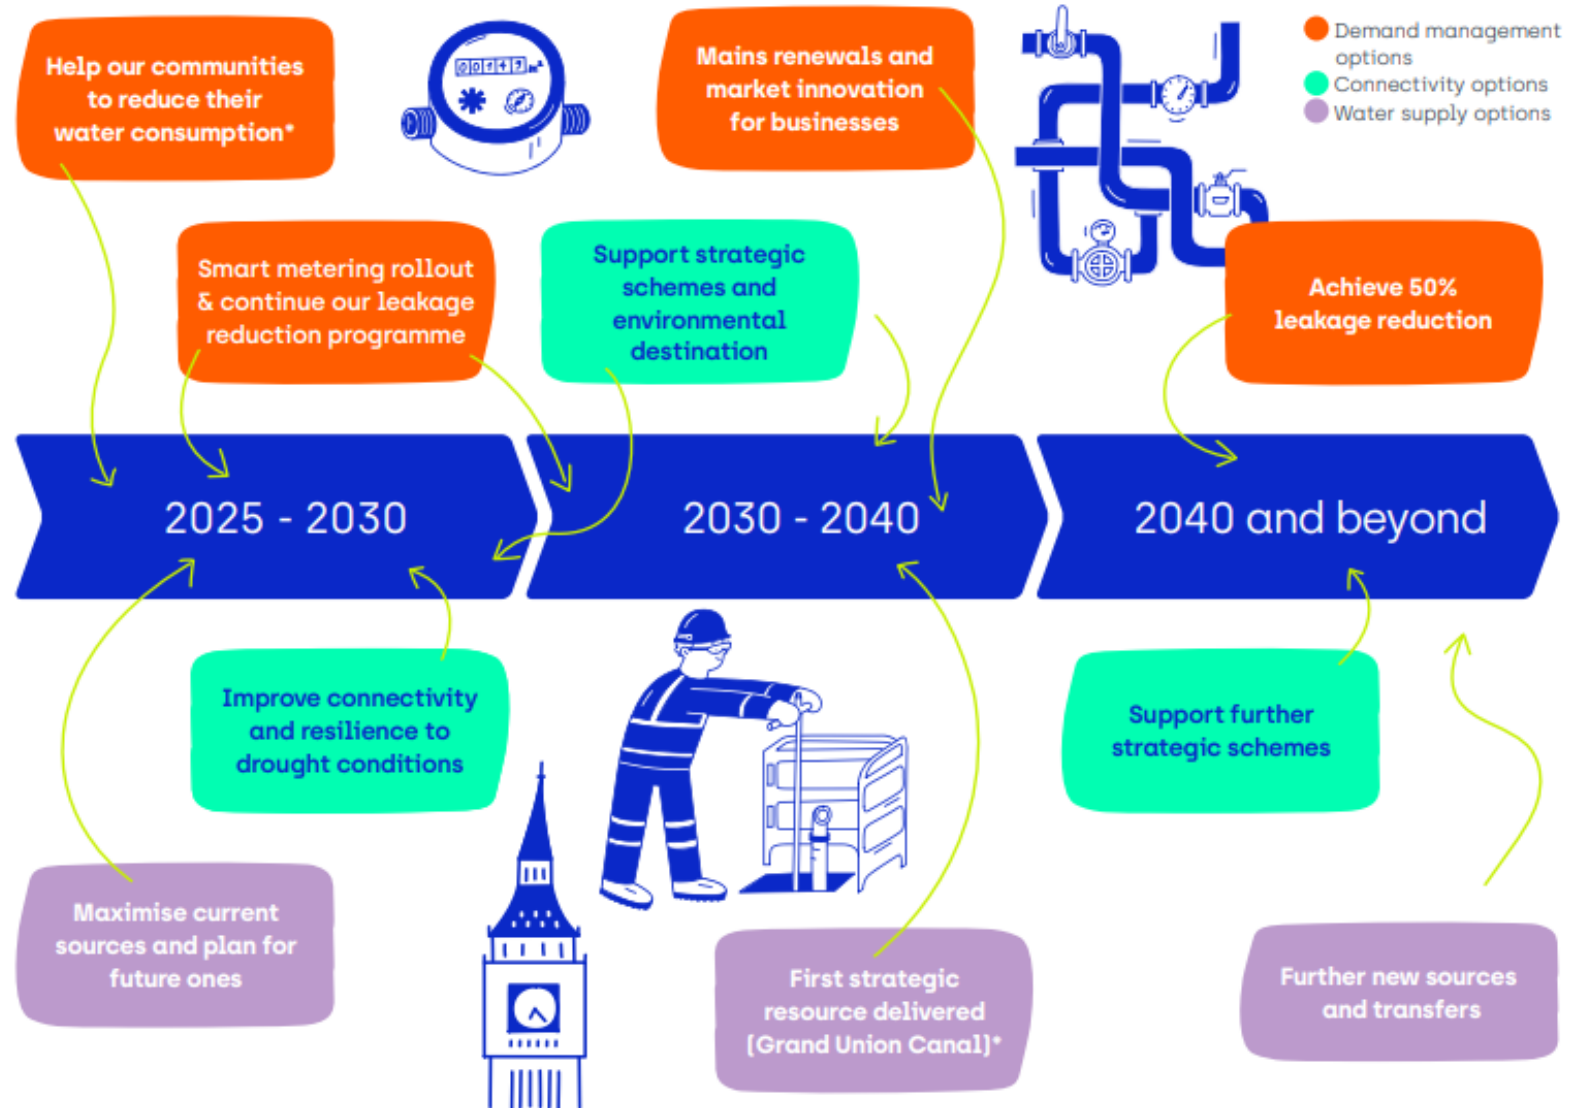 Help our communities
to reduce their
water consumption*
Mains renewals and
market innovation
for businesses
Demand management
options
Connectivity options
Water supply options
Smart metering rollout
& continue our leakage
reduction programme
Support strategic
schemes and
environmental
destination
Achieve 50%
leakage reduction
2025 - 2030
2030 - 2040
2040 and beyond
Improve connectivity
and resilience to
drought conditions
Support further
strategic schemes
Maximise current
sources and plan for
future ones
First strategic
resource delivered
(Grand Union Canal)*
Further new sources
and transfers